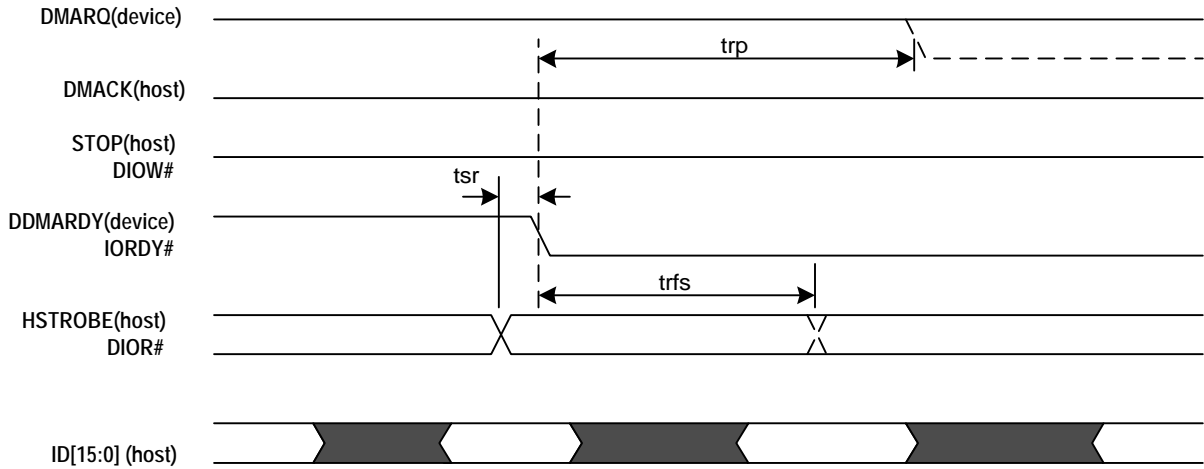 DMARQ(device)
trp
DMACK(host)
STOP(host)
DIOW#
tsr
DDMARDY(device)
IORDY#
trfs
HSTROBE(host)
DIOR#
ID[15:0] (host)